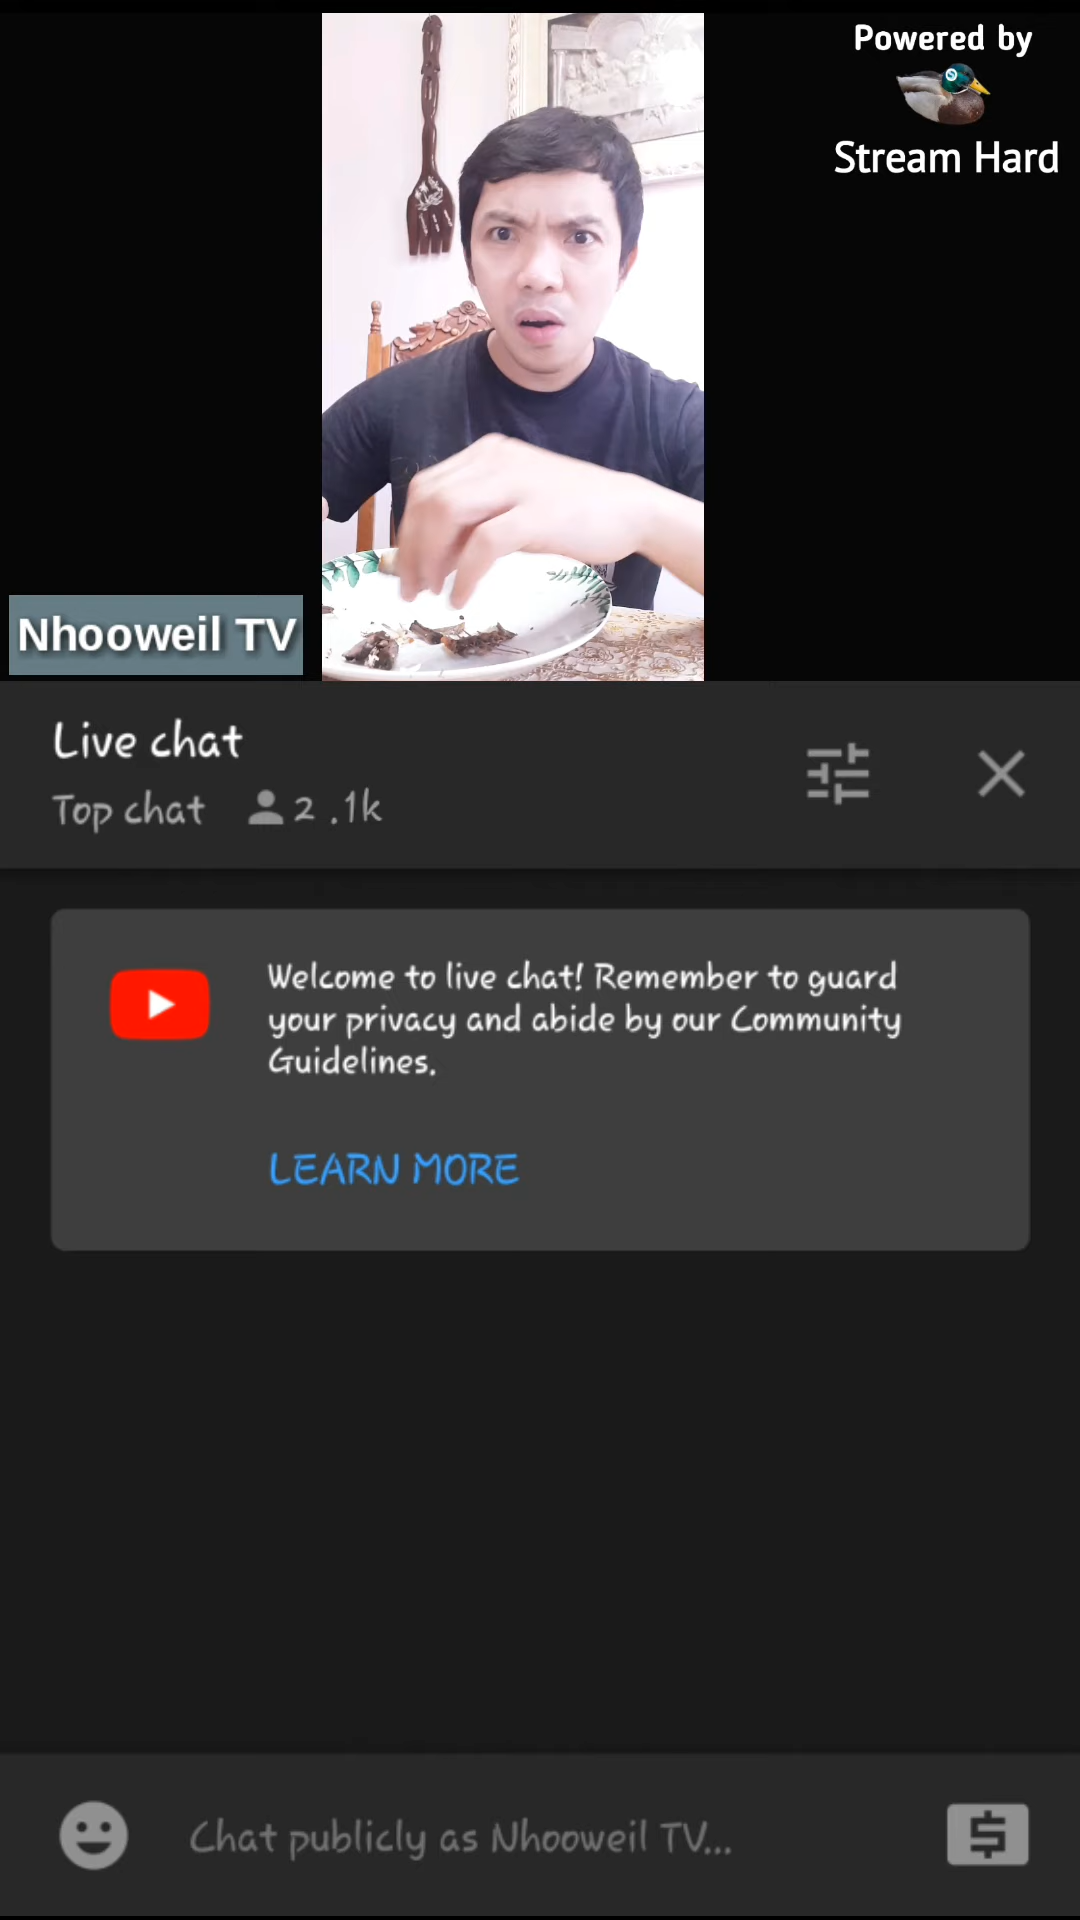 Powered by
Stream Hard
Nhooweil TV
Live chat
Top chat 2 .1k
Welcome to live chat! Remember to guard
your privacy and abide by our Community
Guidelines.
LEARN MORE
Chat publicly as Nhooweil TV...